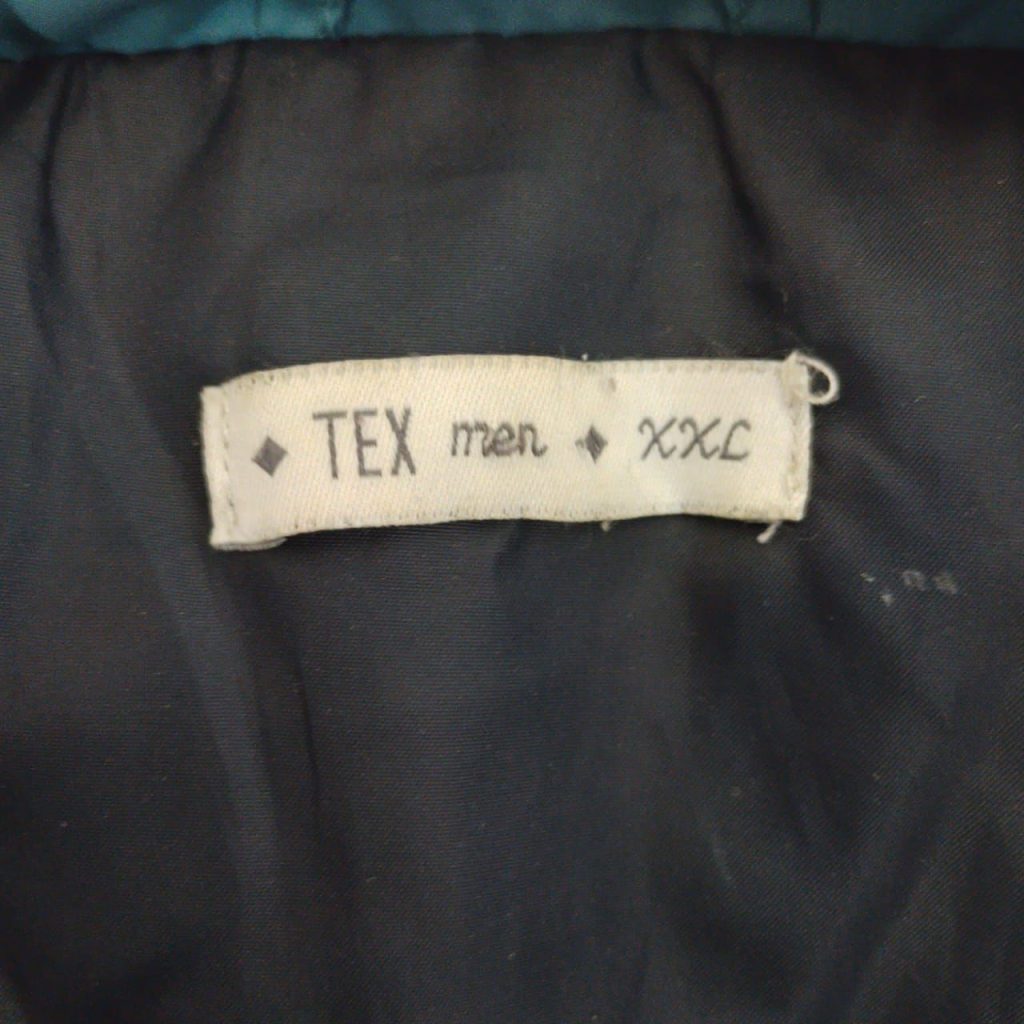 ◆ TEX men ◆ XXL